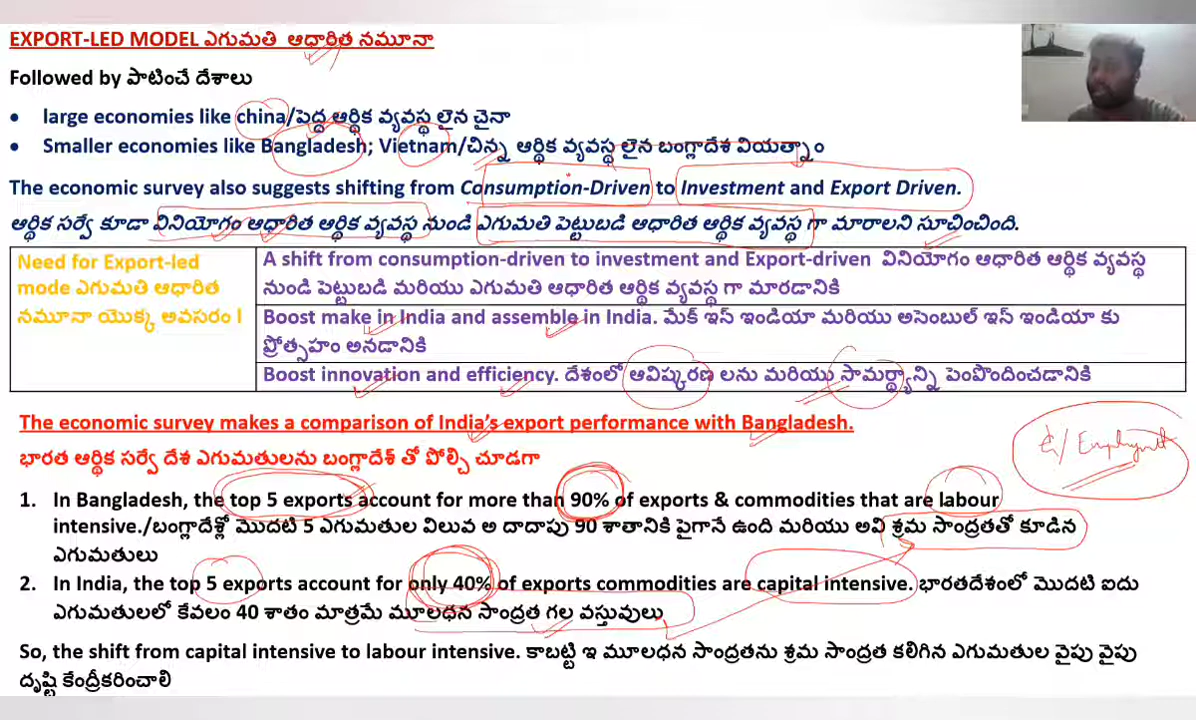 EXPORT-LED MODEL ఎగుమతి ఆధారిత నమూనా
Followed by పాటించే దేశాలు
• large economies like china/పెద్ద ఆర్థిక వ్యవస్థ లైన చైనా
• Smaller economies like Bangladesh; Vietnam/చిన్న ఆర్థిక వ్యవస్థ లైన బంగ్లాదేశ వియత్నాం
The economic survey also suggests shifting from Consumption-Driven to Investment and Export Driven.
ఆర్థిక సర్వే కూడా వినియోగం ఆధారిత ఆర్థిక వ్యవస్థ నుండి ఎగుమతి పెట్టుబడి ఆధారిత ఆర్థిక వ్యవస్థ గా మారాలని సూచించింది.
Need for Export-led
mode ఎగుమతి ఆధారిత
నమూనా యొక్క అవసరం l
A shift from consumption-driven to investment and Export-driven వినియోగం ఆధారిత ఆర్థిక వ్యవస్థ
నుండి పెట్టుబడి మరియు ఎగుమతి ఆధారిత ఆర్థిక వ్యవస్థ గా మారడానికి
Boost make in India and assemble in India. మేక్ ఇన్ ఇండియా మరియు అసెంబుల్ ఇన్ ఇండియా కు
ప్రోత్సహం అనడానికి
Boost innovation and efficiency. దేశంలో ఆవిష్కరణ లను మరియు సామర్థ్యాన్ని పెంపొందించడానికి
The economic survey makes a comparison of India's export performance with Bangladesh.
భారత ఆర్థిక సర్వే దేశ ఎగుమతులను బంగ్లాదేశ్ తో పోల్చి చూడగా
Employment
1. In Bangladesh, the top 5 exports account for more than 90% of exports & commodities that are labour
intensive./బంగ్లాదేశ్లో మొదటి 5 ఎగుమతుల విలువ అ దాదాపు 90 శాతానికి పైగానే ఉంది మరియు అవి శ్రమ సాంద్రతతో కూడిన
ఎగుమతులు
2. In India, the top 5 exports account for only 40% of exports commodities are capital intensive. భారతదేశంలో మొదటి ఐదు
ఎగుమతులలో కేవలం 40 శాతం మాత్రమే మూలధన సాంద్రత గల వస్తువులు,
So, the shift from capital intensive to labour intensive. కాబట్టి ఇ మూలధన సాంద్రతను శ్రమ సాంద్రత కలిగిన ఎగుమతుల వైపు వైపు
దృష్టి కేంద్రీకరించాలి